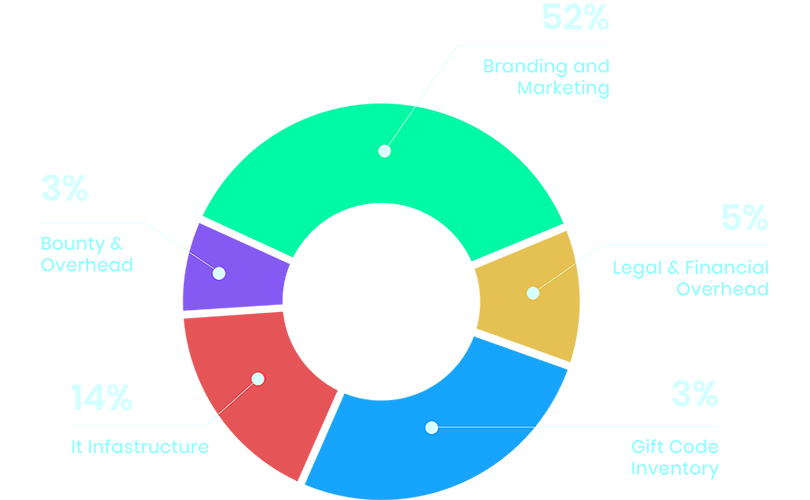 52%
Branding and
Marketing
3%
Bounty &
Overhead
5%
Legal & Financial
Overhead
14%
It Infastructure
3%
Gift Code
Inventory